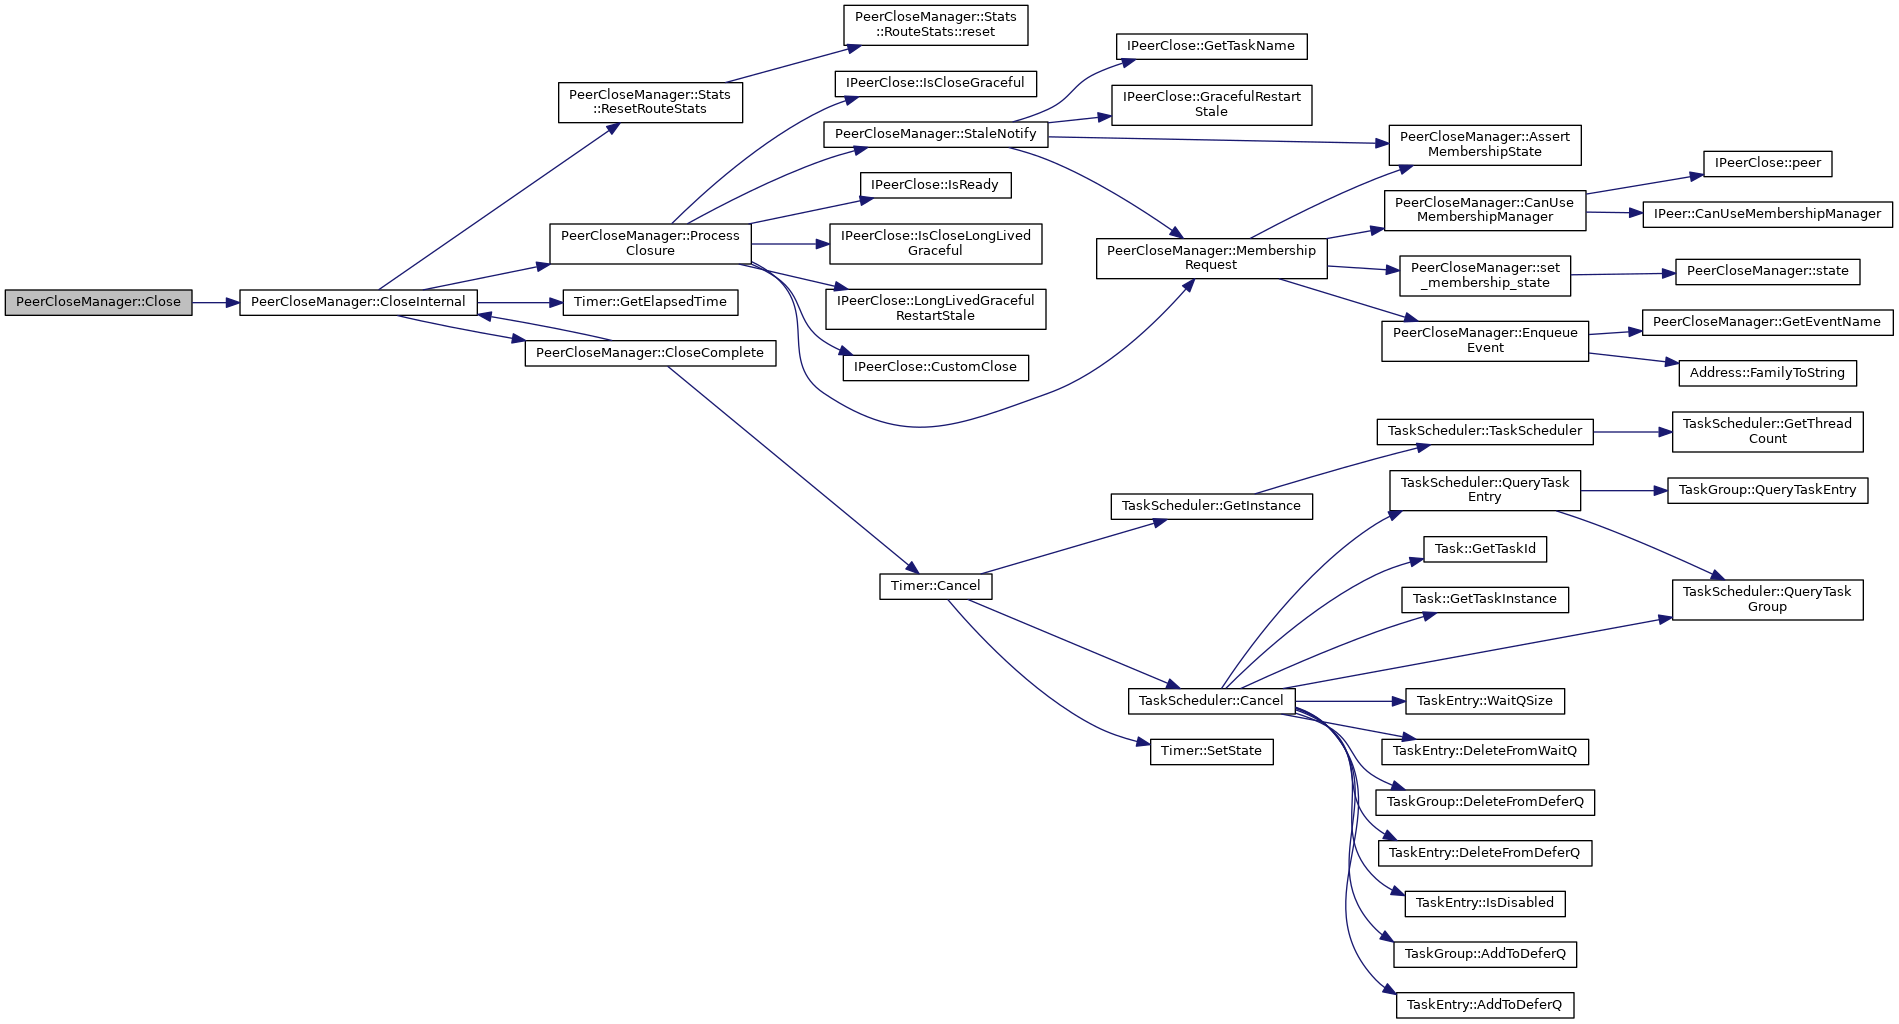 PeerCloseManager::Close
PeerCloseManager::CloseInternal
PeerCloseManager::Stats
::ResetRouteStats
PeerCloseManager::Process
Closure
Timer::GetElapsedTime
PeerCloseManager::CloseComplete
PeerCloseManager::Stats
::RouteStats::reset
IPeerClose::IsCloseGraceful
PeerCloseManager::StaleNotify
IPeerClose::IsReady
IPeerClose::IsCloseLongLived
Graceful
IPeerClose::LongLivedGraceful
RestartStale
IPeerClose::CustomClose
Timer::Cancel
IPeerClose::GetTaskName
IPeerClose::GracefulRestart
Stale
PeerCloseManager::Membership
Request
TaskScheduler::GetInstance
TaskScheduler::Cancel
Timer::SetState
PeerCloseManager::Assert
MembershipState
PeerCloseManager::CanUse
MembershipManager
PeerCloseManager::set
_membership_state
PeerCloseManager::Enqueue
Event
TaskScheduler::TaskScheduler
TaskScheduler::QueryTask
Entry
Task::GetTaskId
Task::GetTaskInstance
TaskEntry::WaitQSize
TaskEntry::DeleteFromWaitQ
TaskGroup::DeleteFromDeferQ
TaskEntry::DeleteFromDeferQ
TaskEntry::IsDisabled
TaskGroup::AddToDeferQ
TaskEntry::AddToDeferQ
IPeerClose::peer
IPeer::CanUseMembershipManager
PeerCloseManager::state
PeerCloseManager::GetEventName
Address::FamilyToString
TaskScheduler::GetThread
Count
TaskGroup::QueryTaskEntry
TaskScheduler::QueryTask
Group